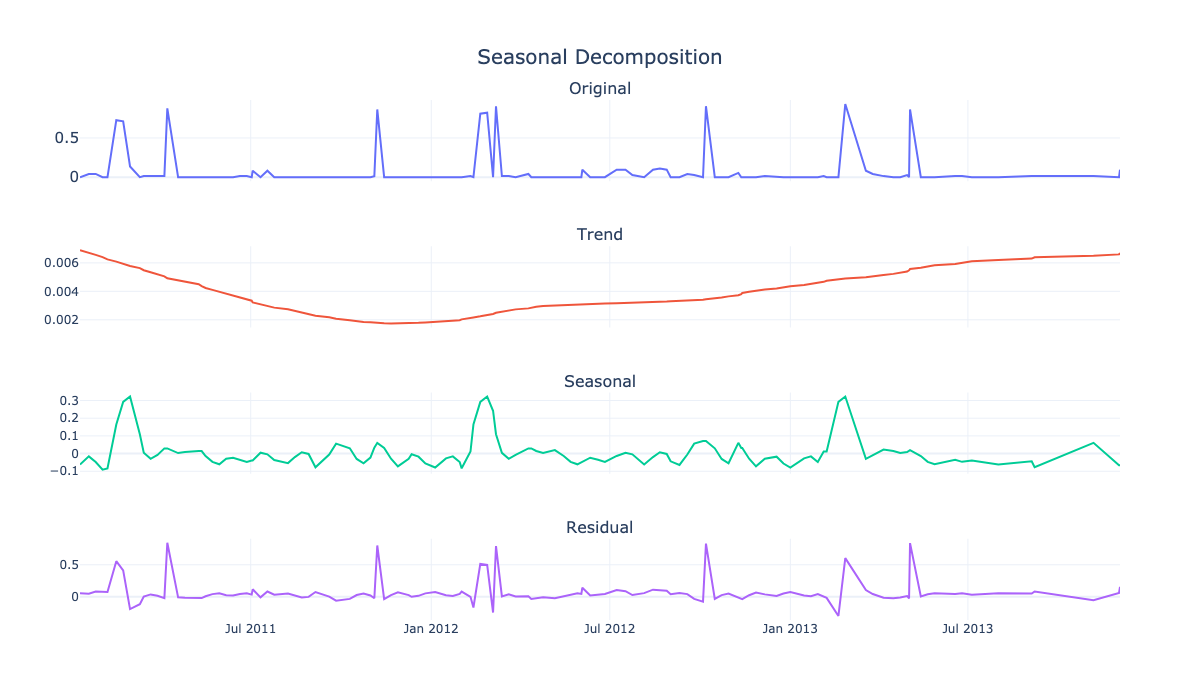 Seasonal Decomposition
Original
0.5
0
Trend
0.006
0.004
0.002
Seasonal
0.3
0.2
0.1
0
−0.1
Residual
0.5
0
Jul 2011 Jan 2012 Jul 2012 Jan 2013 Jul 2013